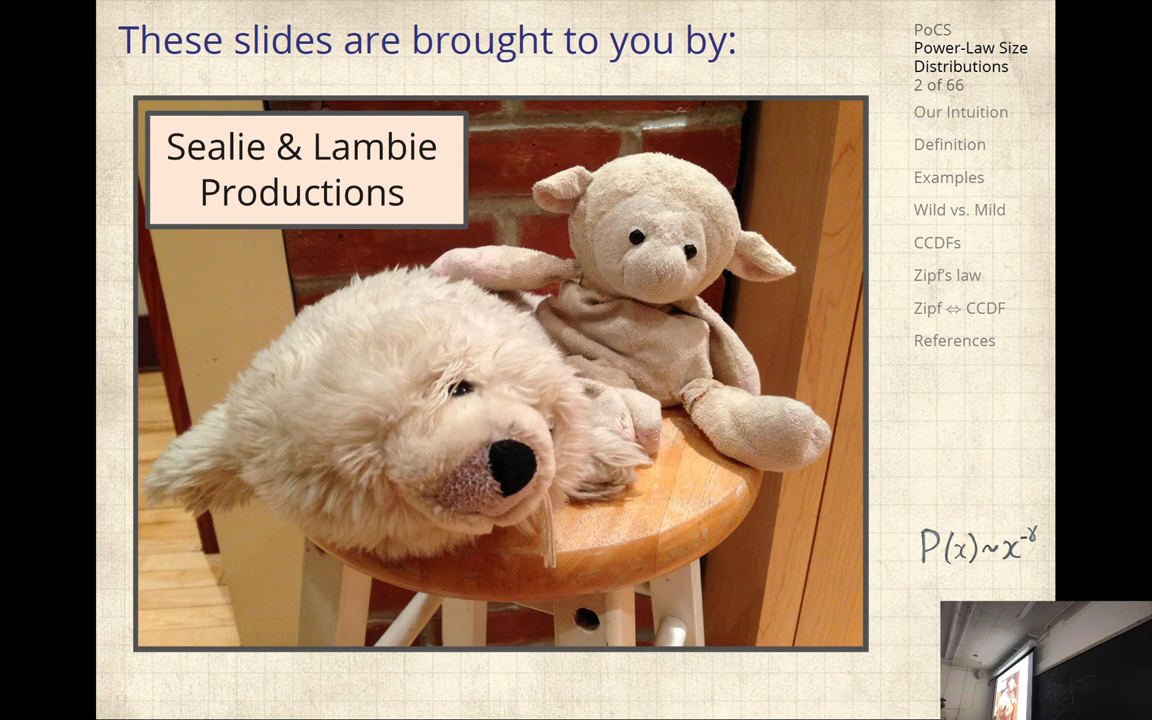 These slides are brought to you by:
Sealie & Lambie
Productions
PoCS
Power-Law Size
Distributions
2 of 66
Our Intuition
Definition
Examples
Wild vs. Mild
CCDFs
Zipf's law
Zipf ⇔ CCDF
References
P(x)~x^-γ